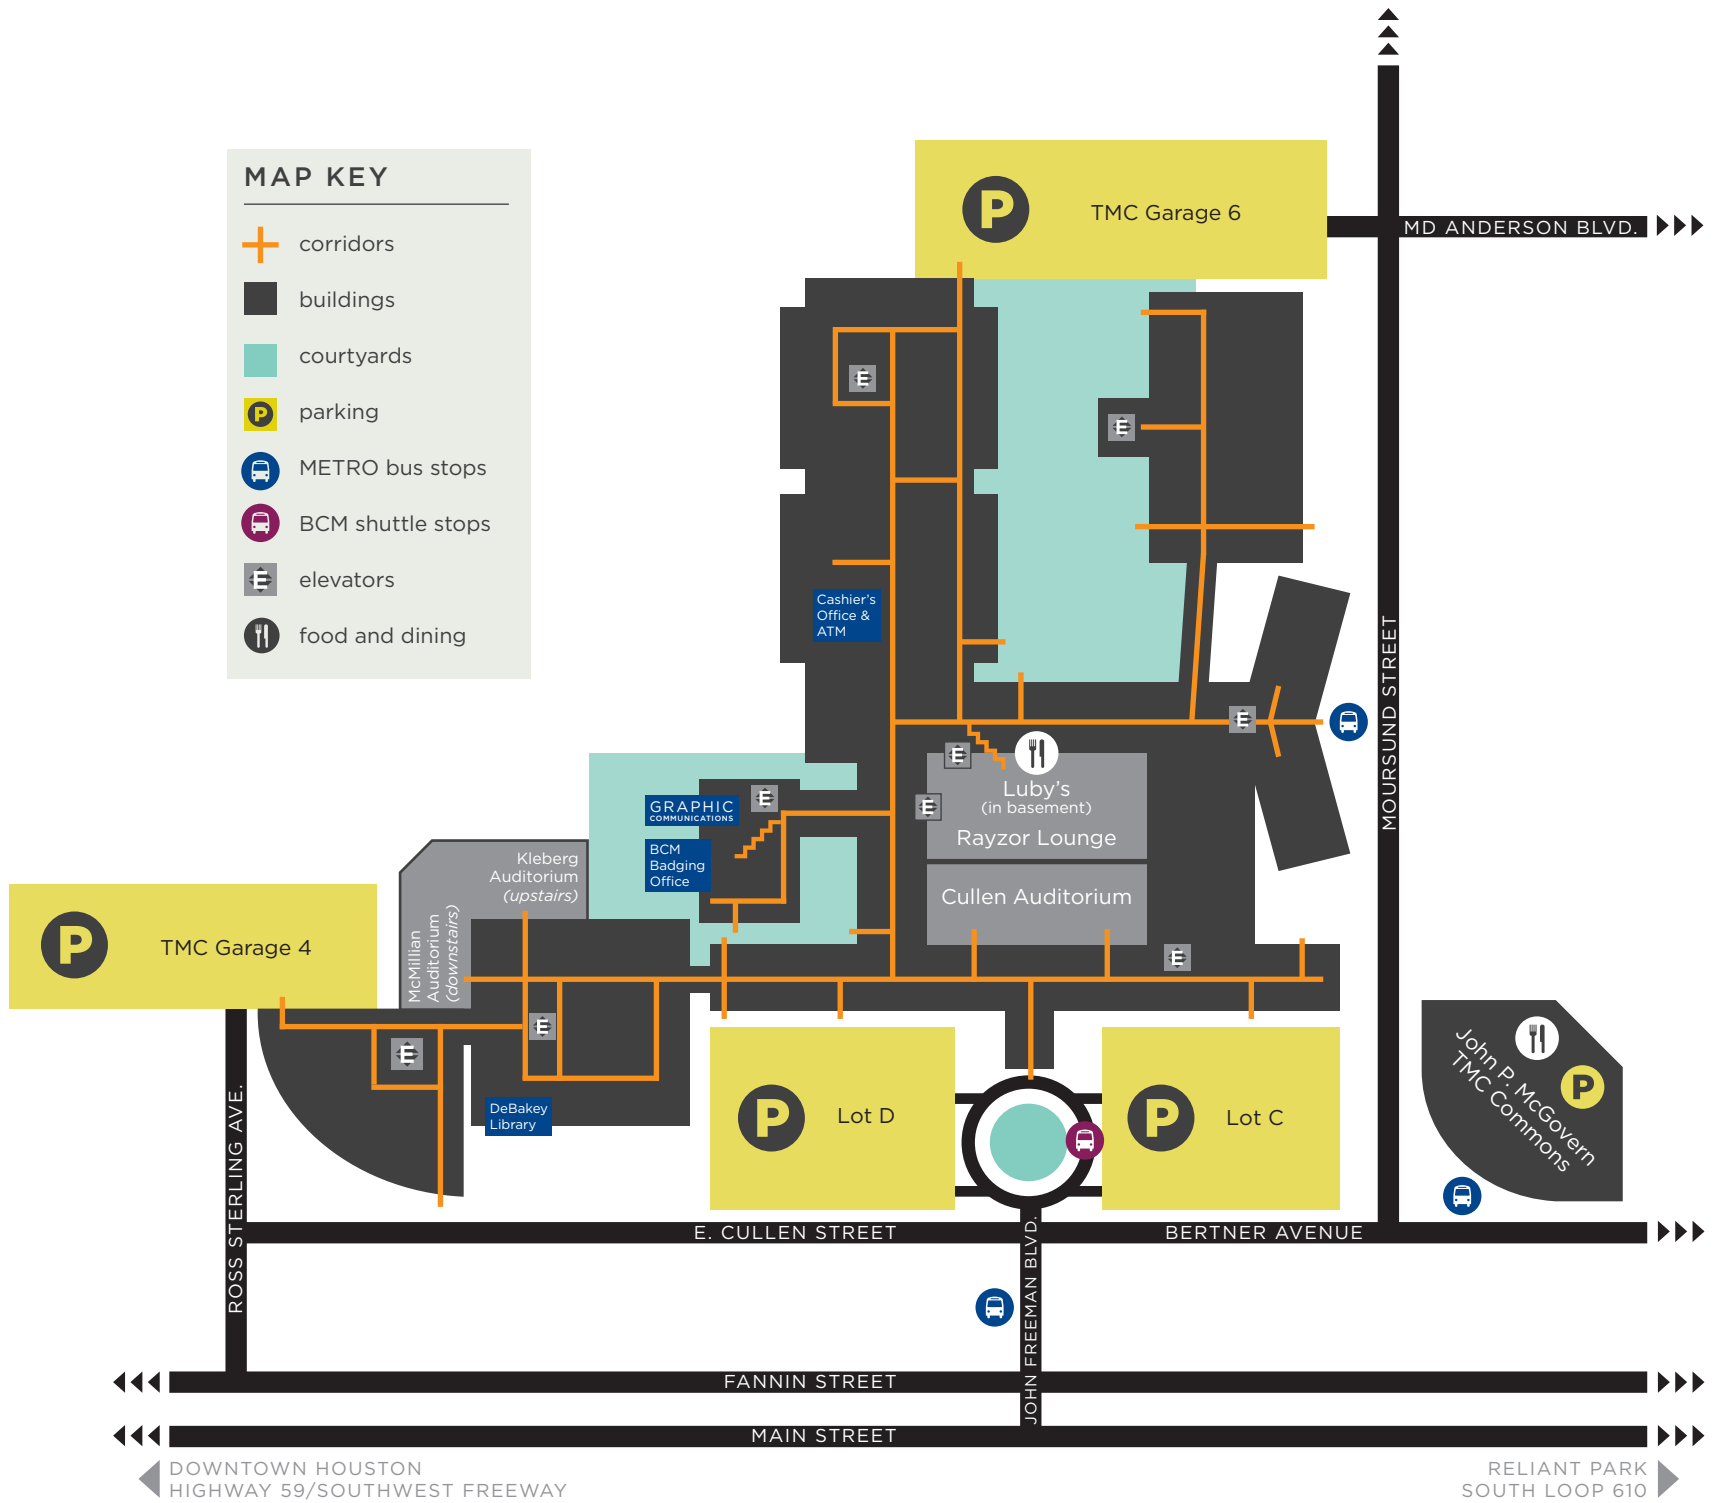 MAP KEY
corridors
buildings
courtyards
P
parking
METRO bus stops
BCM shuttle stops
E
elevators
food and dining
P
TMC Garage 6
MD ANDERSON BLVD.
E
E
Cashier's
Office &
ATM
MOURSUND STREET
E
E
Luby's
(in basement)
E
Rayzor Lounge
Cullen Auditorium
E
GRAPHIC
COMMUNICATIONS
E
BCM
Badging
Office
Kleberg
Auditorium
(upstairs)
McMillian
Auditorium
(downstairs)
P
TMC Garage 4
E
E
DeBakey
Library
P
Lot D
P
Lot C
John P. McGovern
TMC Commons
P
ROSS STERLING AVE.
E. CULLEN STREET
BERTNER AVENUE
JOHN FREEMAN BLVD.
FANNIN STREET
MAIN STREET
DOWNTOWN HOUSTON
HIGHWAY 59/SOUTHWEST FREEWAY
RELIANT PARK
SOUTH LOOP 610